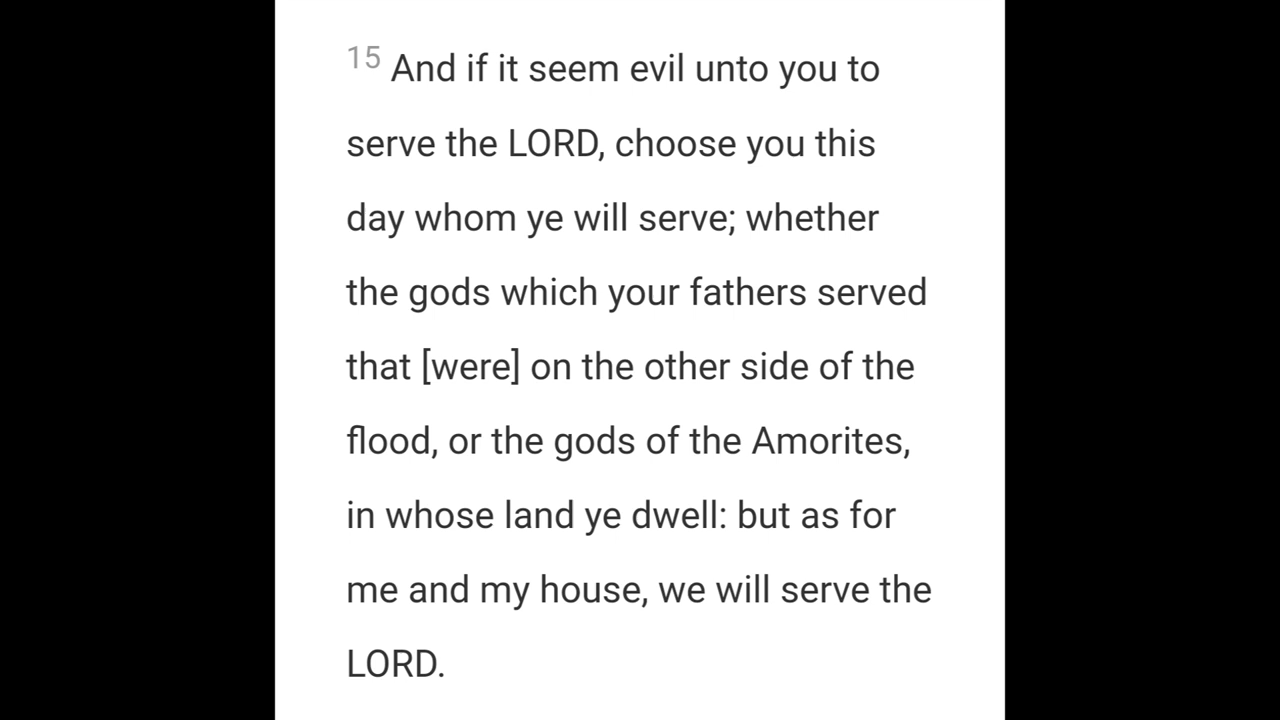 15 And if it seem evil unto you to
serve the LORD, choose you this
day whom ye will serve; whether
the gods which your fathers served
that [were] on the other side of the
flood, or the gods of the Amorites,
in whose land ye dwell: but as for
me and my house, we will serve the
LORD.